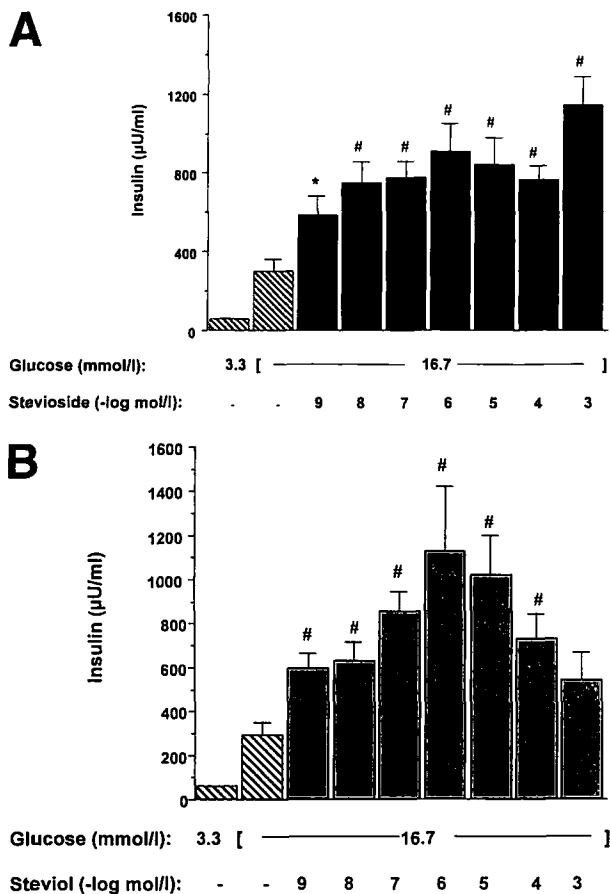 A
Insulin (µU/ml)
1600
1200
800
400
0
* # # # # # #
Glucose (mmol/l): 3.3 [ 16.7 ]
Stevioside (-log mol/l): - - 9 8 7 6 5 4 3
B
Insulin (µU/ml)
1600
1400
1200
1000
800
600
400
200
0
# # # # # #
Glucose (mmol/l): 3.3 [ 16.7 ]
Steviol (-log mol/l): - - 9 8 7 6 5 4 3